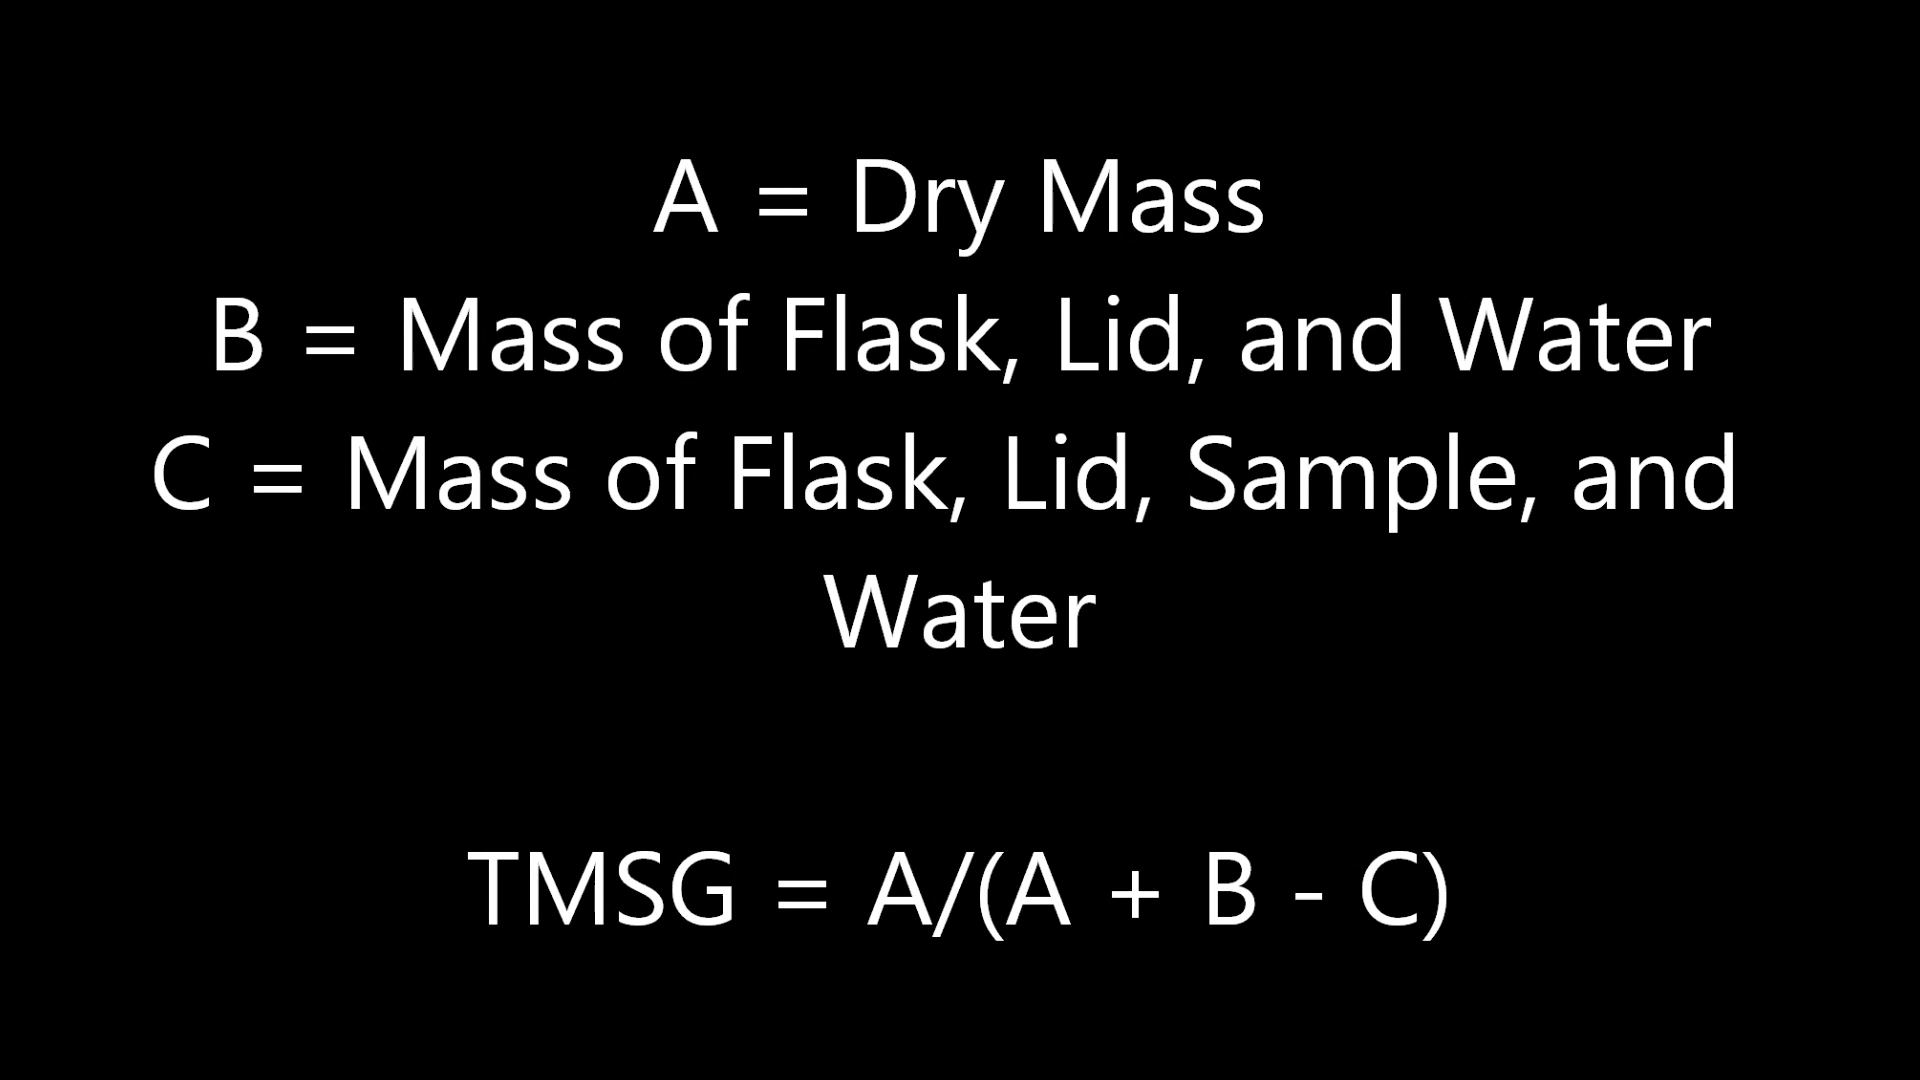 A = Dry Mass
B = Mass of Flask, Lid, and Water
C = Mass of Flask, Lid, Sample, and
Water
TMSG = A/(A + B - C)